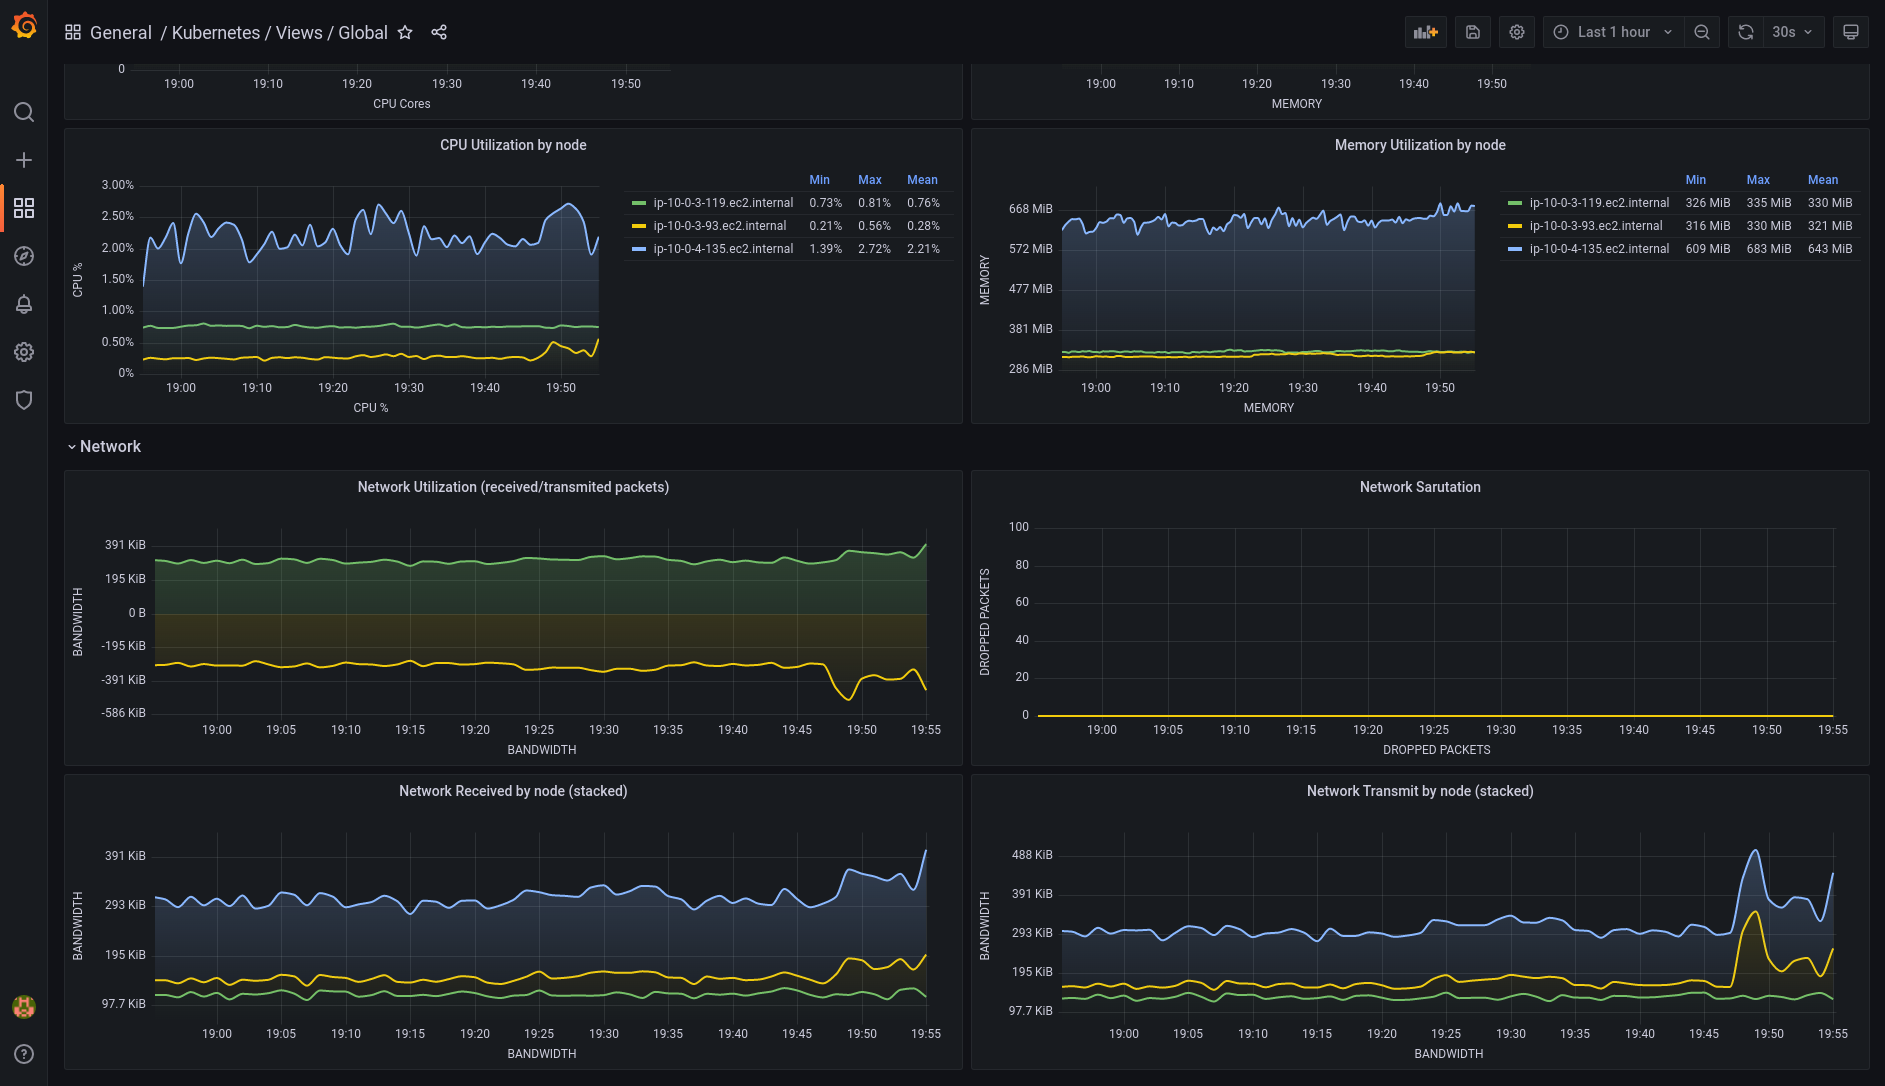 General / Kubernetes / Views / Global
Last 1 hour
30s
0
19:00 19:10 19:20 19:30 19:40 19:50
CPU Cores
19:00 19:10 19:20 19:30 19:40 19:50
MEMORY
CPU Utilization by node
CPU %
3.00%
2.50%
2.00%
1.50%
1.00%
0.50%
0%
19:00 19:10 19:20 19:30 19:40 19:50
CPU %
Min Max Mean
ip-10-0-3-119.ec2.internal 0.73% 0.81% 0.76%
ip-10-0-3-93.ec2.internal 0.21% 0.56% 0.28%
ip-10-0-4-135.ec2.internal 1.39% 2.72% 2.21%
Memory Utilization by node
MEMORY
668 MiB
572 MiB
477 MiB
381 MiB
286 MiB
19:00 19:10 19:20 19:30 19:40 19:50
MEMORY
Min Max Mean
ip-10-0-3-119.ec2.internal 326 MiB 335 MiB 330 MiB
ip-10-0-3-93.ec2.internal 316 MiB 330 MiB 321 MiB
ip-10-0-4-135.ec2.internal 609 MiB 683 MiB 643 MiB
Network
Network Utilization (received/transmited packets)
BANDWIDTH
391 KiB
195 KiB
0 B
-195 KiB
-391 KiB
-586 KiB
19:00 19:05 19:10 19:15 19:20 19:25 19:30 19:35 19:40 19:45 19:50 19:55
BANDWIDTH
Network Sarutation
DROPPED PACKETS
100
80
60
40
20
0
19:00 19:05 19:10 19:15 19:20 19:25 19:30 19:35 19:40 19:45 19:50 19:55
DROPPED PACKETS
Network Received by node (stacked)
BANDWIDTH
391 KiB
293 KiB
195 KiB
97.7 KiB
19:00 19:05 19:10 19:15 19:20 19:25 19:30 19:35 19:40 19:45 19:50 19:55
BANDWIDTH
Network Transmit by node (stacked)
BANDWIDTH
488 KiB
391 KiB
293 KiB
195 KiB
97.7 KiB
19:00 19:05 19:10 19:15 19:20 19:25 19:30 19:35 19:40 19:45 19:50 19:55
BANDWIDTH